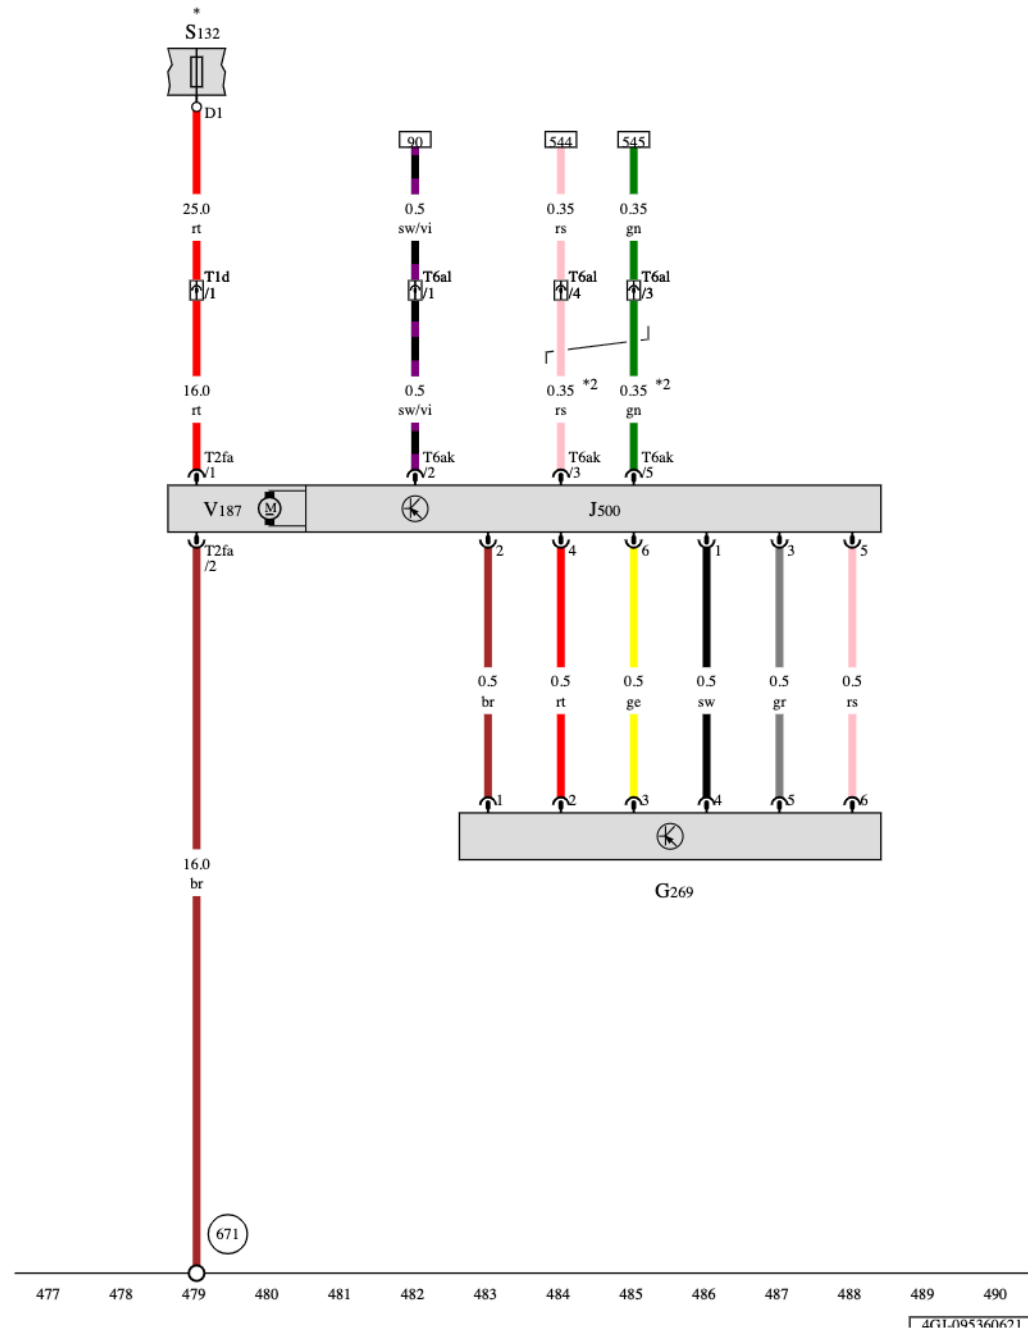 *
S132
D1
90 544 545
25.0 0.5 0.35 0.35
rt sw/vi rs gn
T1d T6al T6al T6al
/1 /1 /4 /3
16.0 0.5 0.35 *2 0.35 *2
rt sw/vi rs gn
T2fa T6ak T6ak T6ak
/1 /2 /3 /5
V187 M J500
T2fa 2 4 6 1 3 5
/2
0.5 0.5 0.5 0.5 0.5 0.5
br rt ge sw gr rs
1 2 3 4 5 6
16.0
br
G269
671
477 478 479 480 481 482 483 484 485 486 487 488 489 490
4GI-095360621